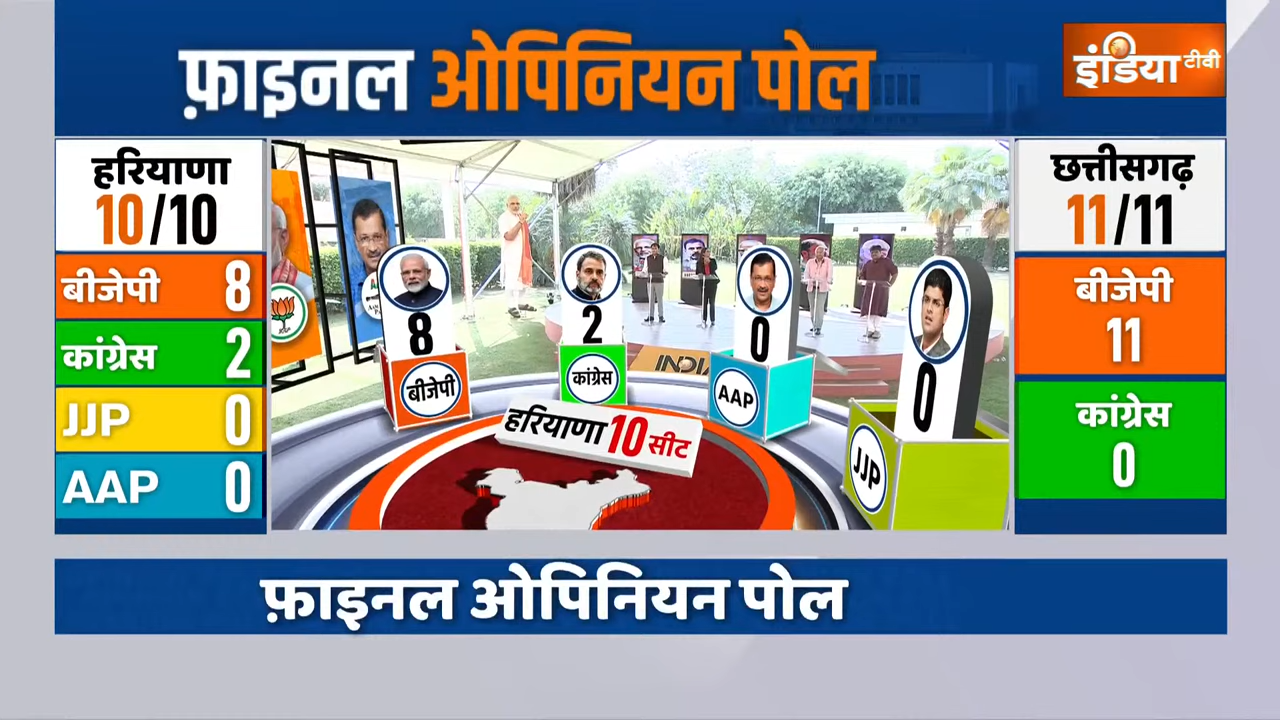 फ़ाइनल ओपिनियन पोल
इंडिया टीवी
हरियाणा
10/10
बीजेपी 8
कांग्रेस 2
JJP 0
AAP 0
8
बीजेपी
2
कांग्रेस
0
AAP
0
JJP
हरियाणा 10 सीट
छत्तीसगढ़
11/11
बीजेपी
11
कांग्रेस
0
फ़ाइनल ओपिनियन पोल